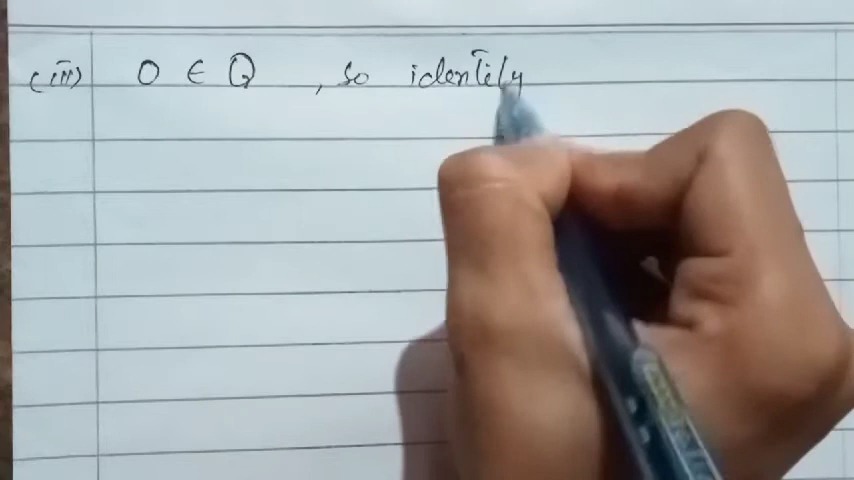 (iii) 0 ∈ Q , so identity